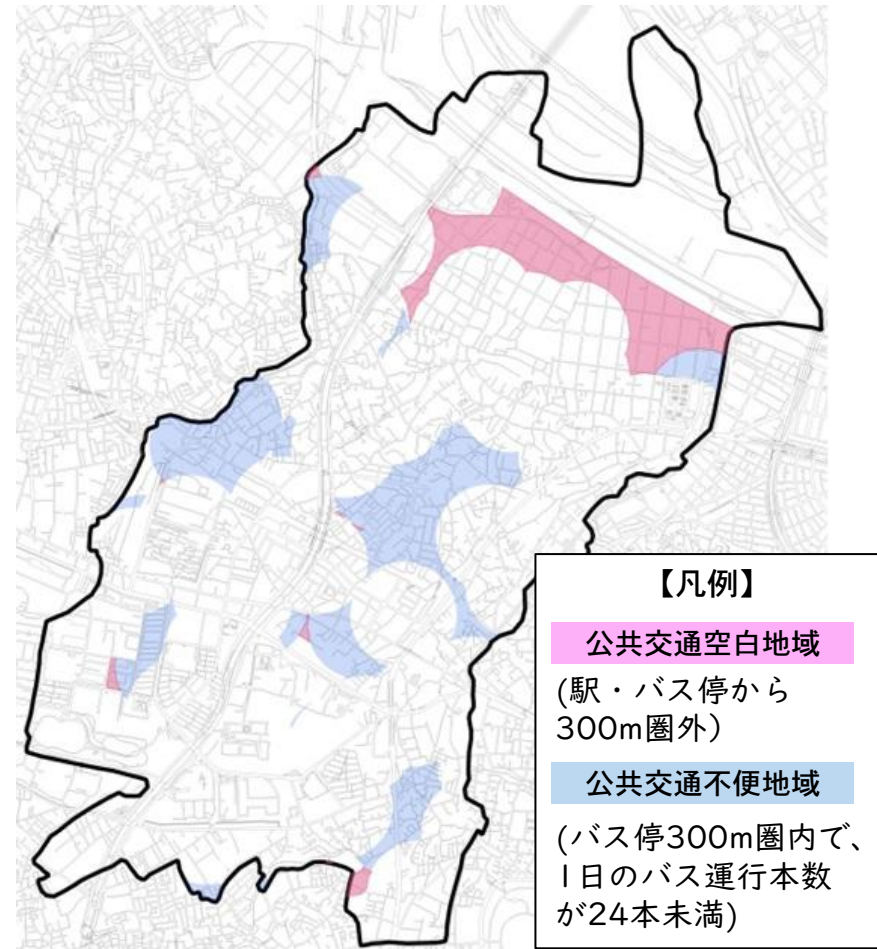 【凡例】
公共交通空白地域
(駅・バス停から
300m圏外)
公共交通不便地域
(バス停300m圏内で、
1日のバス運行本数
が24本未満)